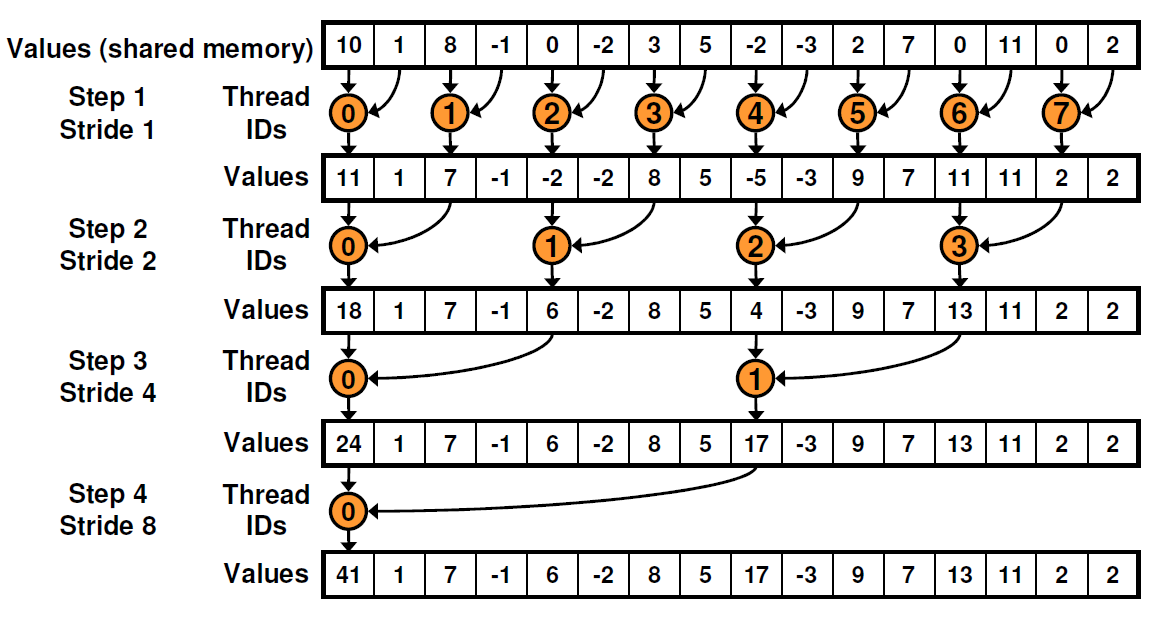 Values (shared memory) 10 1 8 -1 0 -2 3 5 -2 -3 2 7 0 11 0 2
Step 1 Thread 0 1 2 3 4 5 6 7
Stride 1 IDs
Values 11 1 7 -1 -2 -2 8 5 -5 -3 9 7 11 11 2 2
Step 2 Thread 0 1 2 3
Stride 2 IDs
Values 18 1 7 -1 6 -2 8 5 4 -3 9 7 13 11 2 2
Step 3 Thread 0 1
Stride 4 IDs
Values 24 1 7 -1 6 -2 8 5 17 -3 9 7 13 11 2 2
Step 4 Thread 0
Stride 8 IDs
Values 41 1 7 -1 6 -2 8 5 17 -3 9 7 13 11 2 2